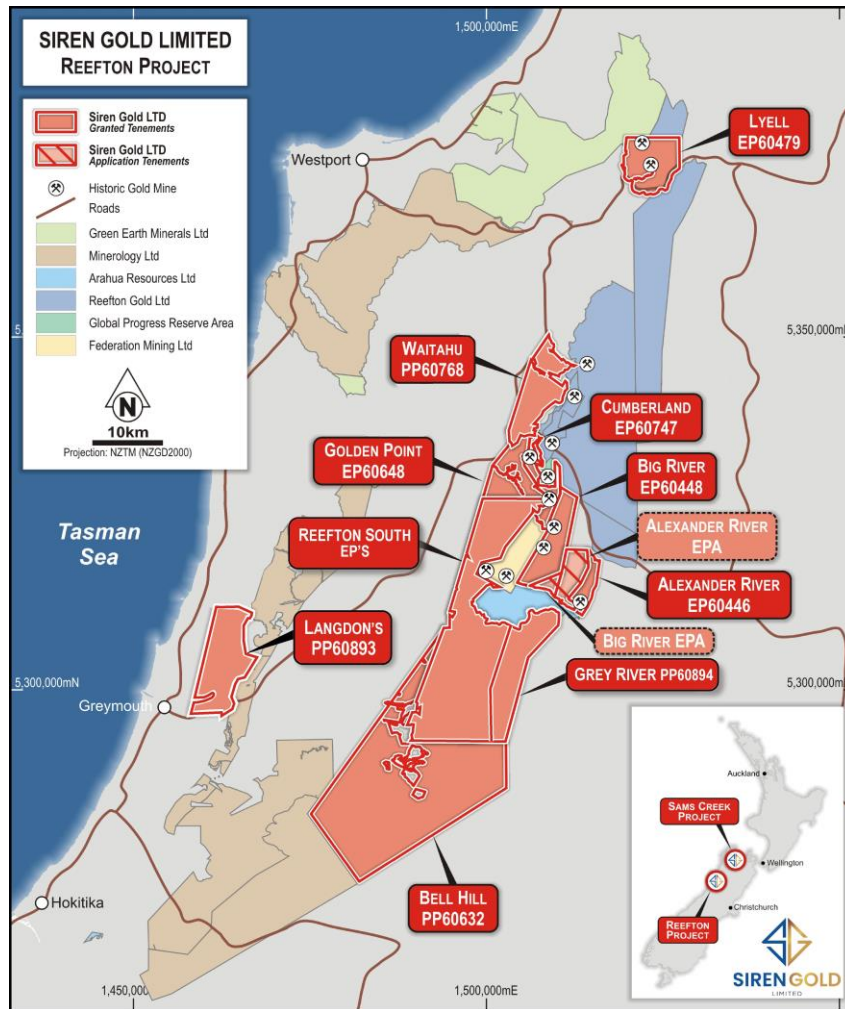 SIREN GOLD LIMITED
REEFTON PROJECT
Siren Gold LTD
Granted Tenements
Siren Gold LTD
Application Tenements
Historic Gold Mine
Roads
Green Earth Minerals Ltd
Minerology Ltd
Arahua Resources Ltd
Reefton Gold Ltd
Global Progress Reserve Area
Federation Mining Ltd
N
10km
Projection: NZTM (NZGD2000)
1,500,000mE
Westport
LYELL
EP60479
5,350,000mN
WAITAHU
PP60768
CUMBERLAND
EP60747
GOLDEN POINT
EP60648
BIG RIVER
EP60448
ALEXANDER RIVER
EPA
REEFTON SOUTH
EP'S
Tasman
Sea
ALEXANDER RIVER
EP60446
LANGDON'S
PP60893
BIG RIVER EPA
GREY RIVER PP60894
5,300,000mN
5,300,000mN
Greymouth
Auckland
SAMS CREEK
PROJECT
Wellington
Christchurch
REEFTON
PROJECT
BELL HILL
PP60632
Hokitika
SIREN GOLD
LIMITED
1,450,000mE
1,500,000mE